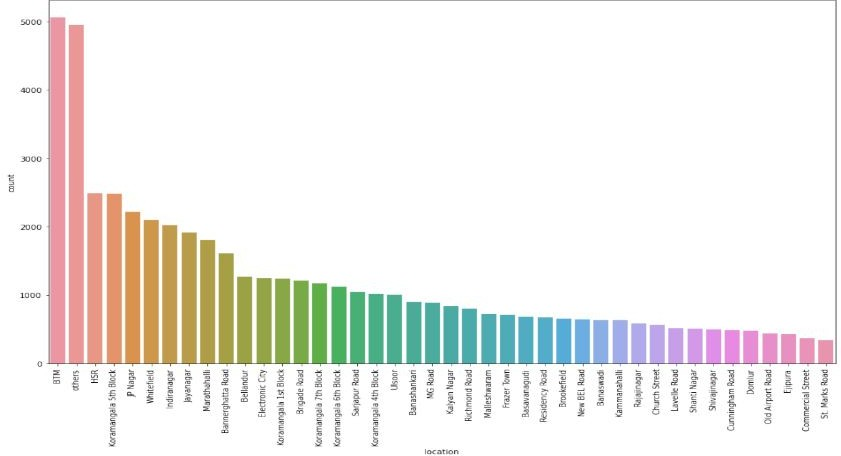 5000
4000
3000
2000
1000
0
count
BTM
others
HSR
Koramangala 5th Block
JP Nagar
Whitefield
Indiranagar
Jayanagar
Marathahalli
Bannerghatta Road
Bellandur
Electronic City
Koramangala 1st Block
Brigade Road
Koramangala 7th Block
Koramangala 6th Block
Sarjapur Road
Koramangala 4th Block
Ulsoor
Banashankari
MG Road
Kalyan Nagar
Richmond Road
Malleshwaram
Frazer Town
Basavanagudi
Residency Road
Brookefield
New BEL Road
Banaswadi
Kammanahalli
Rajajinagar
Church Street
Lavelle Road
Shanti Nagar
Shivajinagar
Cunningham Road
Domlur
Old Airport Road
Ejipura
Commercial Street
St. Marks Road
location